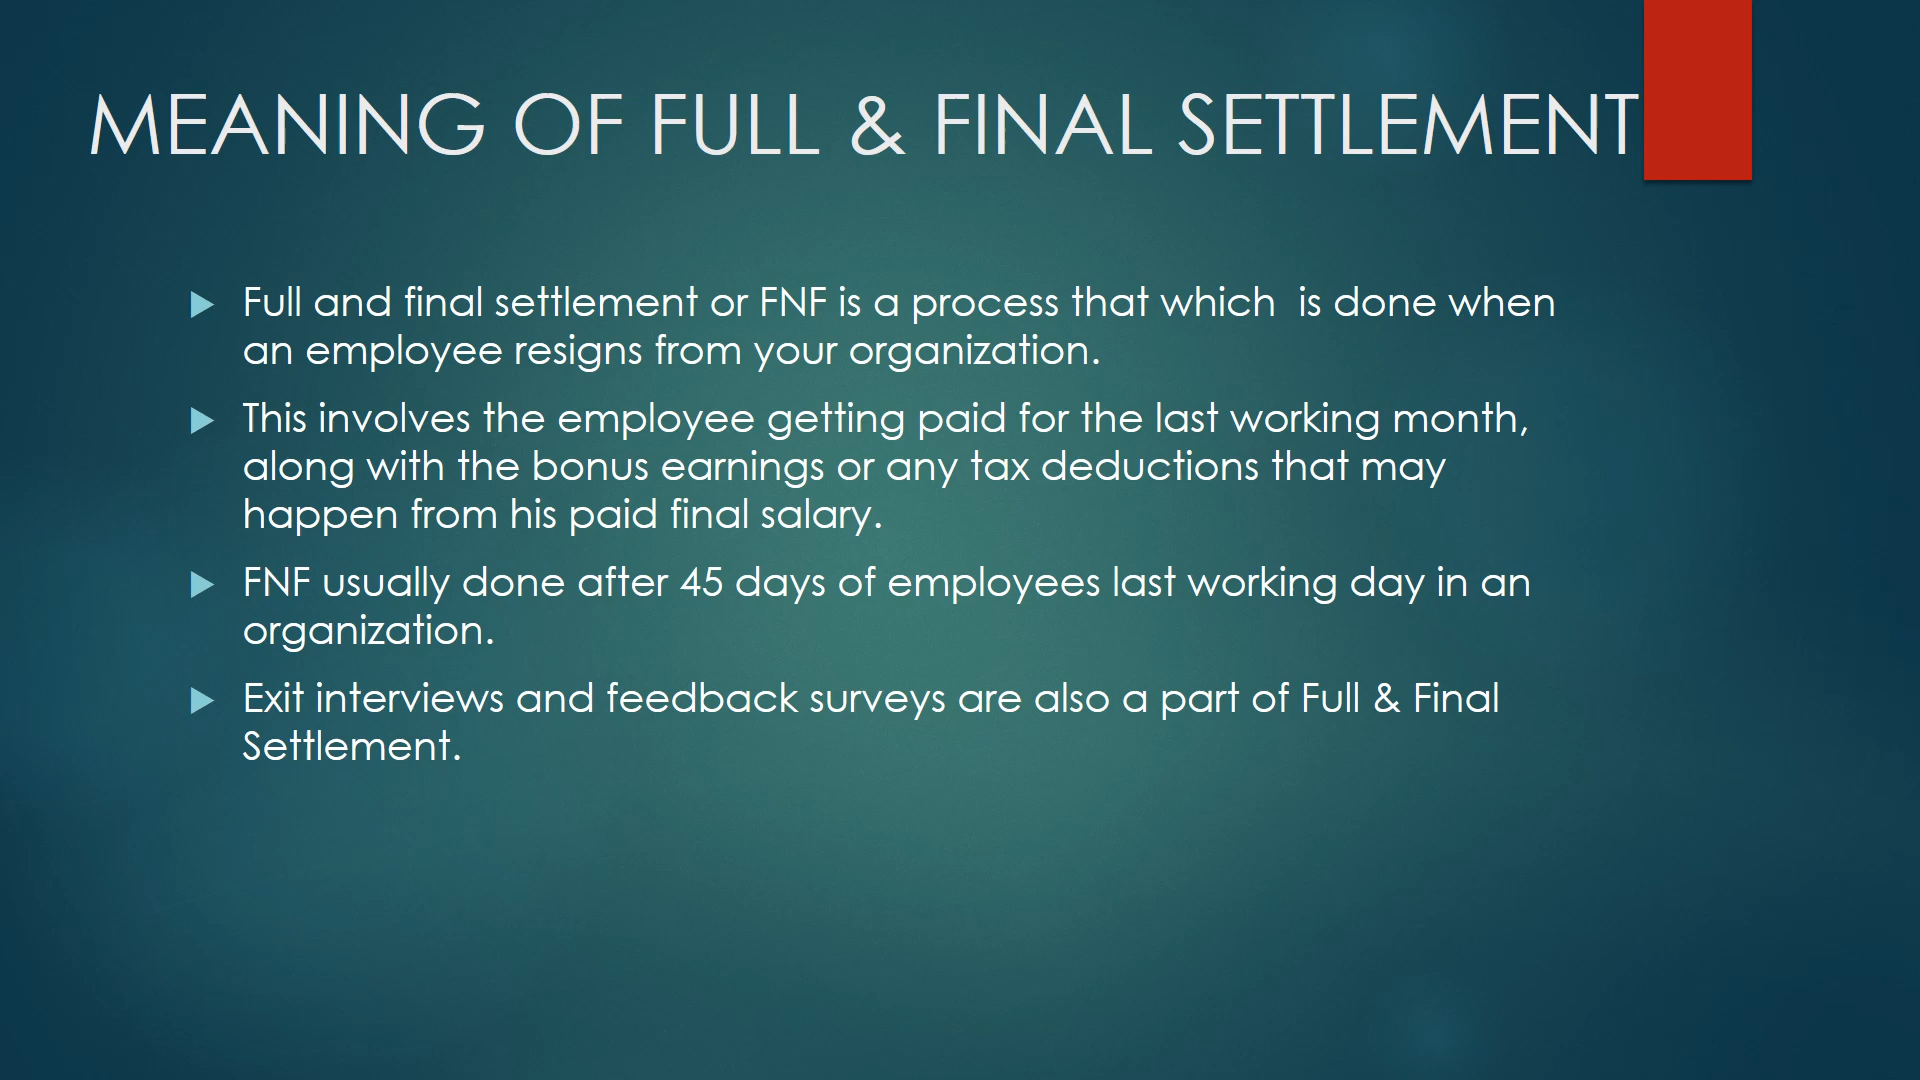 MEANING OF FULL & FINAL SETTLEMENT
Full and final settlement or FNF is a process that which  is done when
an employee resigns from your organization.
This involves the employee getting paid for the last working month,
along with the bonus earnings or any tax deductions that may
happen from his paid final salary.
FNF usually done after 45 days of employees last working day in an
organization.
Exit interviews and feedback surveys are also a part of Full & Final
Settlement.